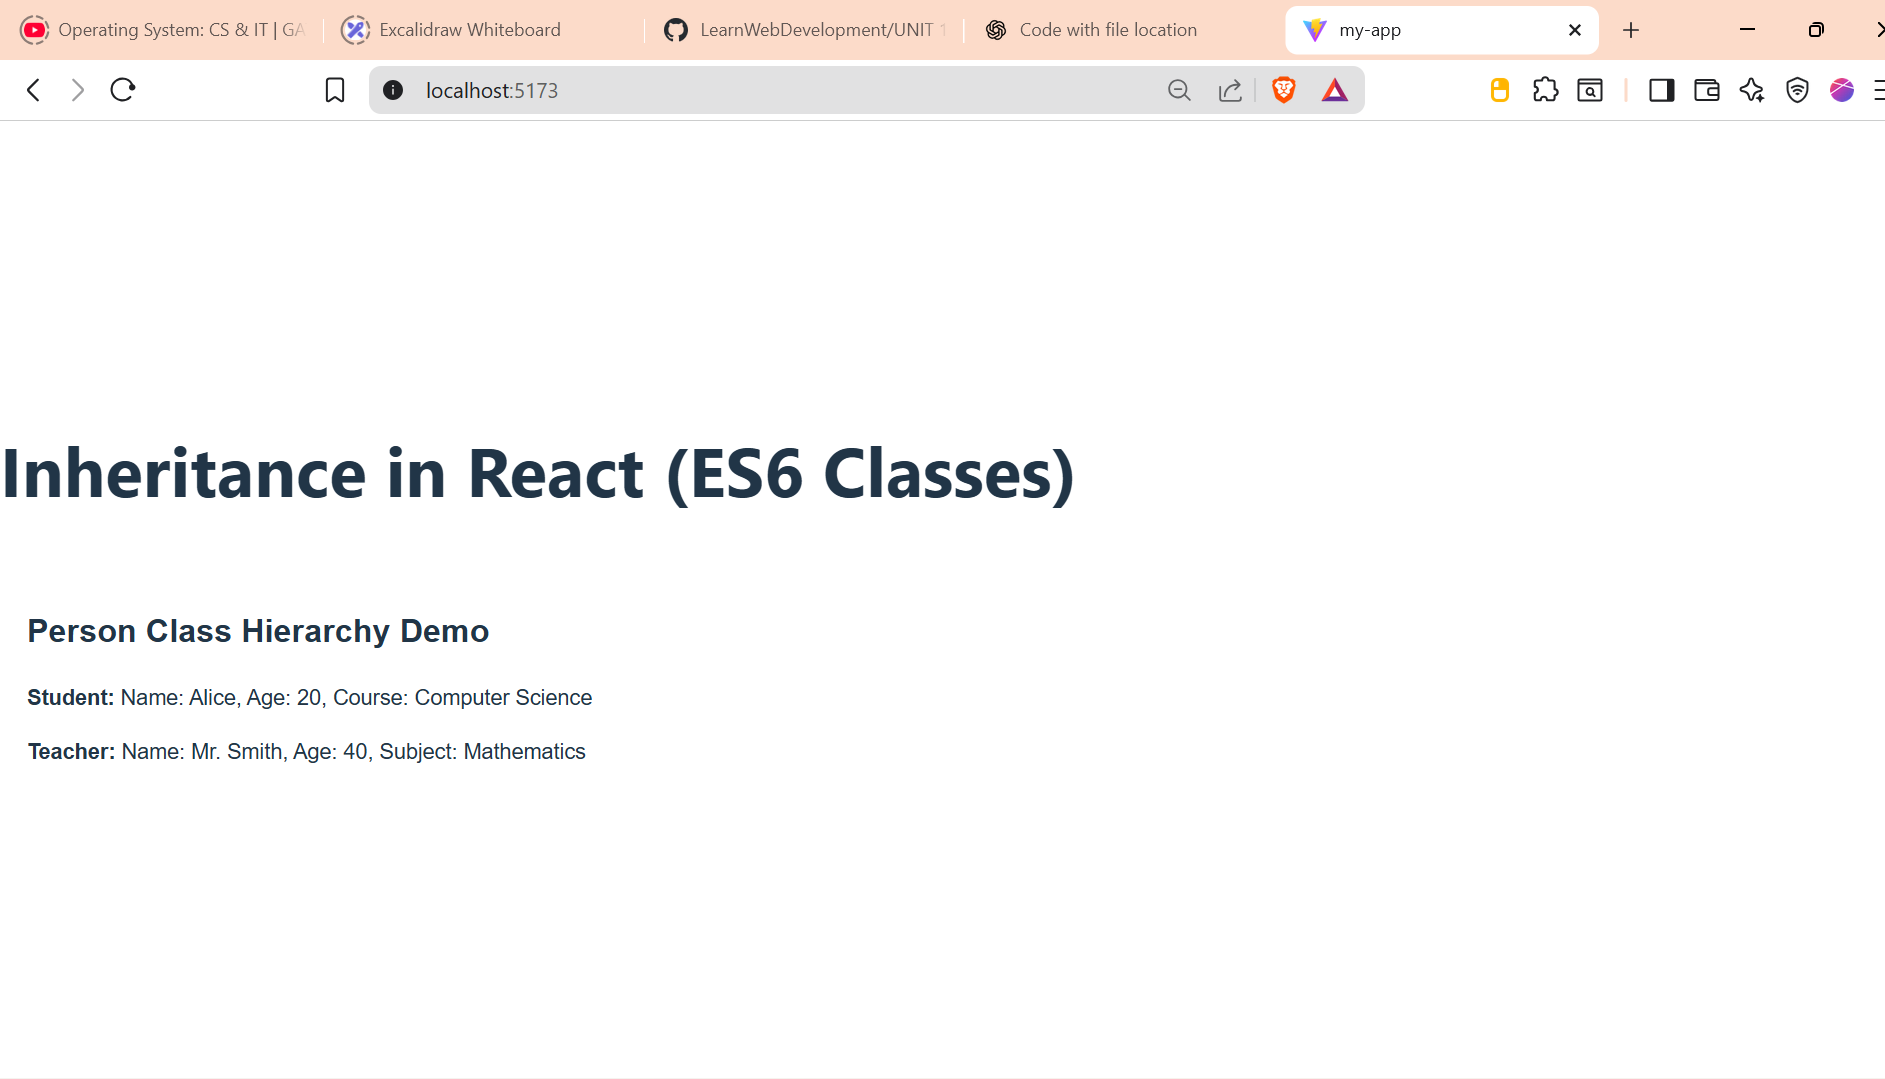 Operating System: CS & IT | GA
Excalidraw Whiteboard
LearnWebDevelopment/UNIT 1
Code with file location
my-app
localhost:5173
Inheritance in React (ES6 Classes)
Person Class Hierarchy Demo
Student: Name: Alice, Age: 20, Course: Computer Science
Teacher: Name: Mr. Smith, Age: 40, Subject: Mathematics